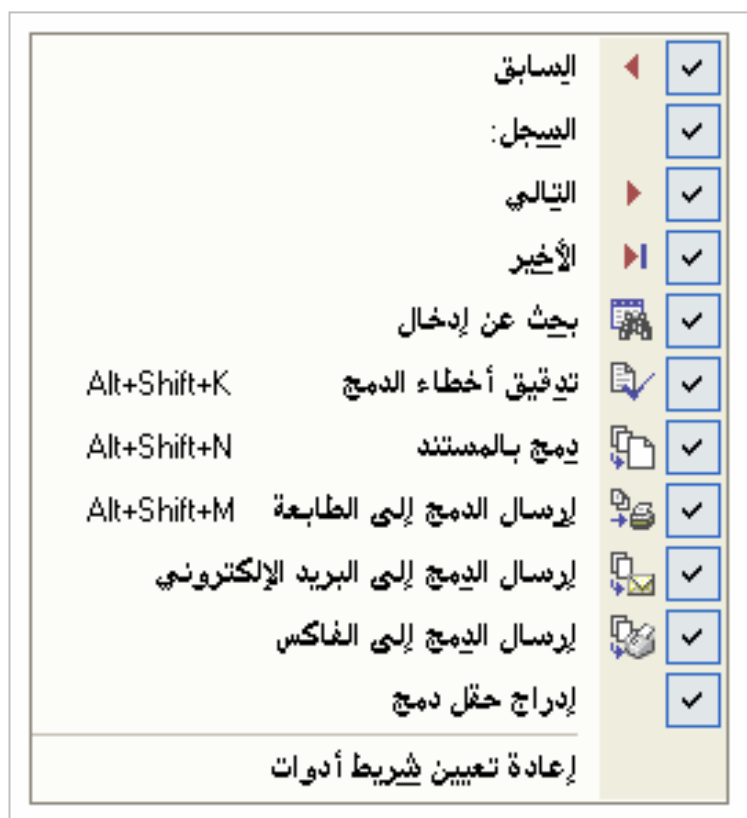 السابق
السجل:
التالي
الأخير
بحث عن إدخال
تدقيق أخطاء الدمج Alt+Shift+K
دمج بالمستند Alt+Shift+N
إرسال الدمج إلى الطابعة Alt+Shift+M
إرسال الدمج إلى البريد الإلكتروني
إرسال الدمج إلى الفاكس
إدراج حقل دمج
إعادة تعيين شريط أدوات